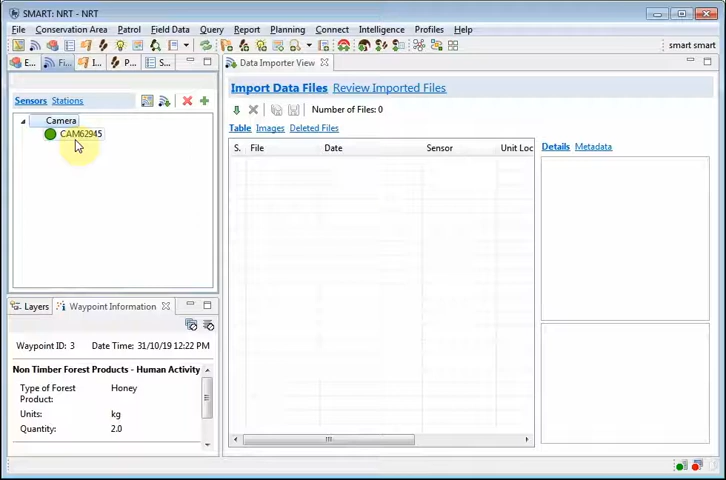 SMART: NRT - NRT
File Conservation Area Patrol Field Data Query Report Planning Connect Intelligence Profiles Help
smart smart
E... Fi... I... P... S...
Data Importer View
Import Data Files Review Imported Files
Sensors Stations
Number of Files: 0
Camera
CAM62945
Table Images Deleted Files
S. File Date Sensor Unit Loc
Details Metadata
Layers Waypoint Information
Waypoint ID: 3 Date Time: 31/10/19 12:22 PM
Non Timber Forest Products - Human Activity
Type of Forest Product: Honey
Units: kg
Quantity: 2.0